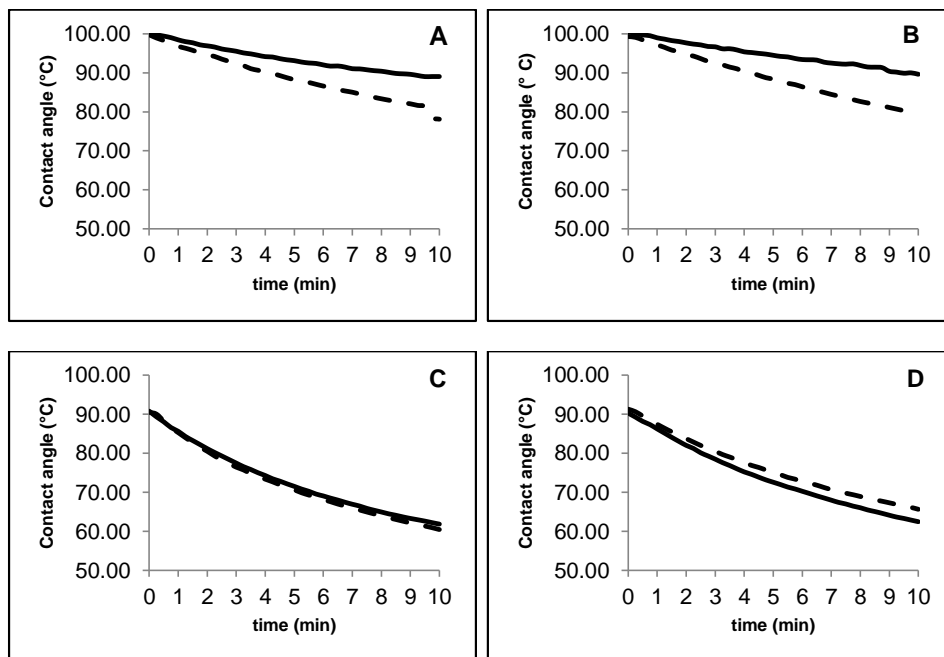 A
Contact angle (°C)
100.00
90.00
80.00
70.00
60.00
50.00
0 1 2 3 4 5 6 7 8 9 10
time (min)
B
Contact angle (° C)
100.00
90.00
80.00
70.00
60.00
50.00
0 1 2 3 4 5 6 7 8 9 10
time (min)
C
Contact angle (°C)
100.00
90.00
80.00
70.00
60.00
50.00
0 1 2 3 4 5 6 7 8 9 10
time (min)
D
Contact angle (°C)
100.00
90.00
80.00
70.00
60.00
50.00
0 1 2 3 4 5 6 7 8 9 10
time (min)